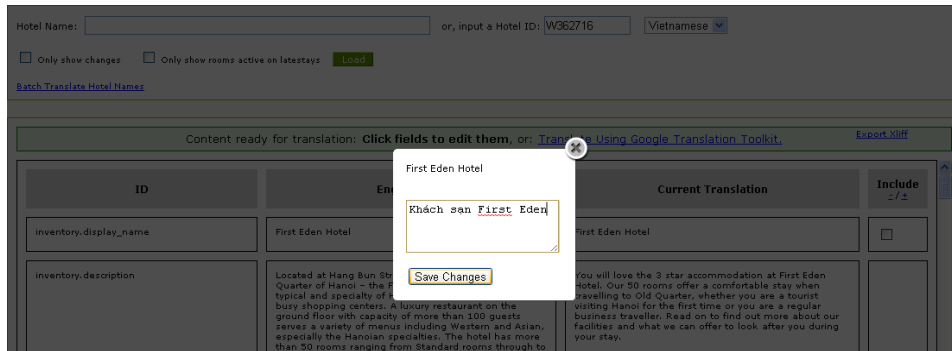 Hotel Name: or, input a Hotel ID: W362716 Vietnamese
Only show changes Only show rooms active on latestays Load
Batch Translate Hotel Names
Content ready for translation: Click fields to edit them, or: Translate Using Google Translation Toolkit. Export Xliff
First Eden Hotel
Khách sạn First Eden
Save Changes
ID Current Translation Include
- / +
inventory.display_name First Eden Hotel First Eden Hotel
inventory.description
Located at Hang Bun
Quarter of Hanoi – the
typical and specialty of
busy shopping centers. A luxury restaurant on the
ground floor with capacity of more than 100 guests
serves a variety of menus including Western and Asian,
especially the Hanoian specialties. The hotel has more
than 50 rooms ranging from Standard rooms through to
You will love the 3 star accommodation at First Eden
Hotel. Our 50 rooms offer a comfortable stay when
travelling to Old Quarter, whether you are a tourist
visiting Hanoi for the first time or you are a regular
business traveller. Read on to find out more about our
facilities and what we can offer to look after you during
your stay.